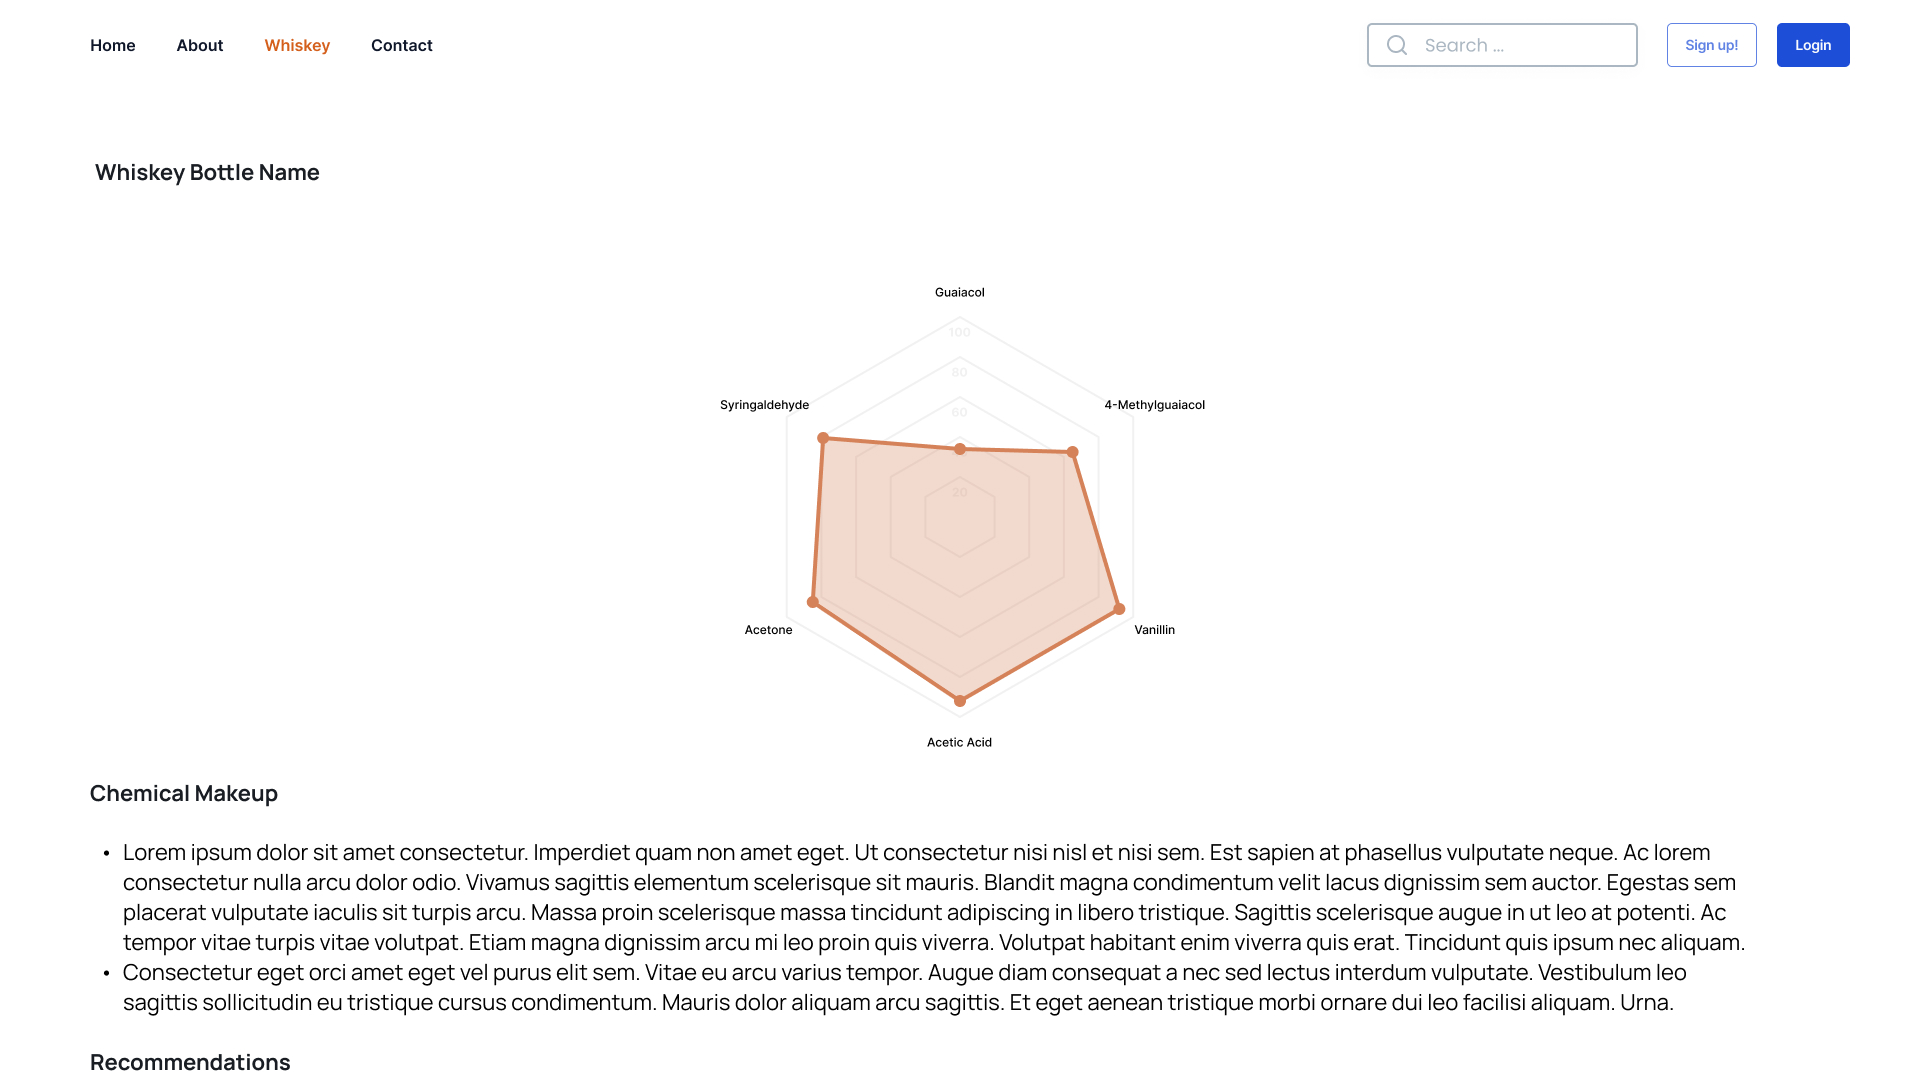 Home About Whiskey Contact Search ... Sign up! Login
Whiskey Bottle Name
Guaiacol
100
80
Syringaldehyde 4-Methylguaiacol
60
20
Acetone Vanillin
Acetic Acid
Chemical Makeup
• Lorem ipsum dolor sit amet consectetur. Imperdiet quam non amet eget. Ut consectetur nisi nisl et nisi sem. Est sapien at phasellus vulputate neque. Ac lorem
consectetur nulla arcu dolor odio. Vivamus sagittis elementum scelerisque sit mauris. Blandit magna condimentum velit lacus dignissim sem auctor. Egestas sem
placerat vulputate iaculis sit turpis arcu. Massa proin scelerisque massa tincidunt adipiscing in libero tristique. Sagittis scelerisque augue in ut leo at potenti. Ac
tempor vitae turpis vitae volutpat. Etiam magna dignissim arcu mi leo proin quis viverra. Volutpat habitant enim viverra quis erat. Tincidunt quis ipsum nec aliquam.
• Consectetur eget orci amet eget vel purus elit sem. Vitae eu arcu varius tempor. Augue diam consequat a nec sed lectus interdum vulputate. Vestibulum leo
sagittis sollicitudin eu tristique cursus condimentum. Mauris dolor aliquam arcu sagittis. Et eget aenean tristique morbi ornare dui leo facilisi aliquam. Urna.
Recommendations